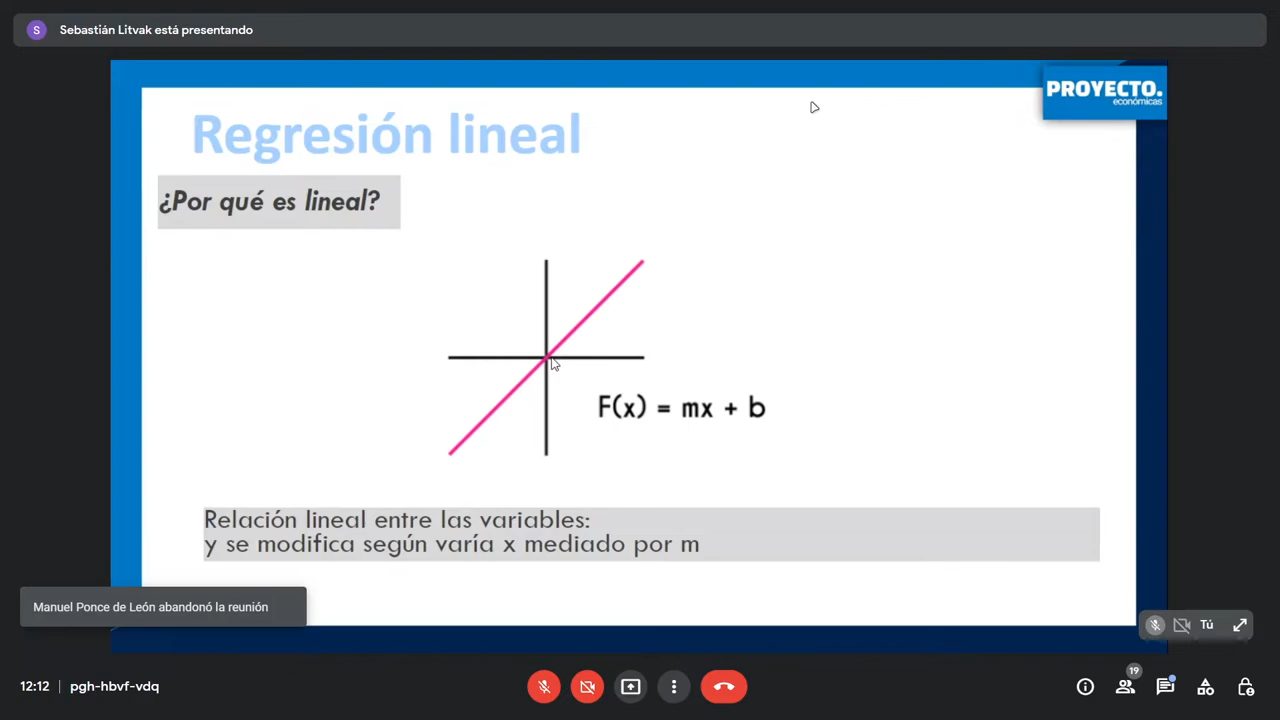 S
Sebastián Litvak está presentando
PROYECTO.
económicas
Regresión lineal
¿Por qué es lineal?
F(x) = mx + b
Relación lineal entre las variables:
y se modifica según varía x mediado por m
Manuel Ponce de León abandonó la reunión
Tú
12:12 | pgh-hbvf-vdq
19